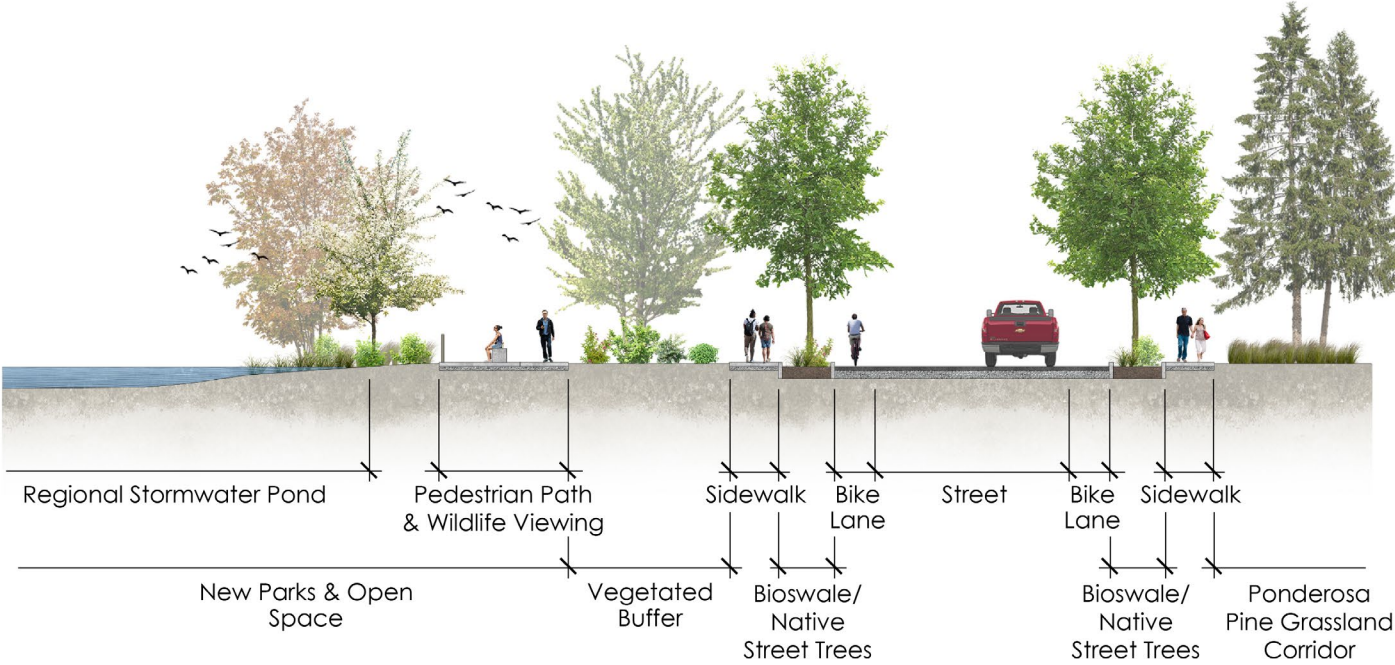 Regional Stormwater Pond
Pedestrian Path
& Wildlife Viewing
Sidewalk
Bike
Lane
Street
Bike
Lane
Sidewalk
New Parks & Open
Space
Vegetated
Buffer
Bioswale/
Native
Street Trees
Bioswale/
Native
Street Trees
Ponderosa
Pine Grassland
Corridor